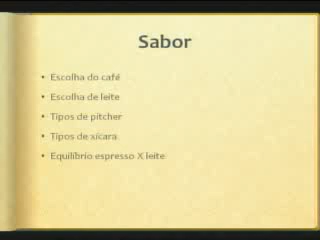 Sabor
• Escolha do café
• Escolha de leite
• Tipos de pitcher
• Tipos de xícara
• Equilíbrio espresso X leite